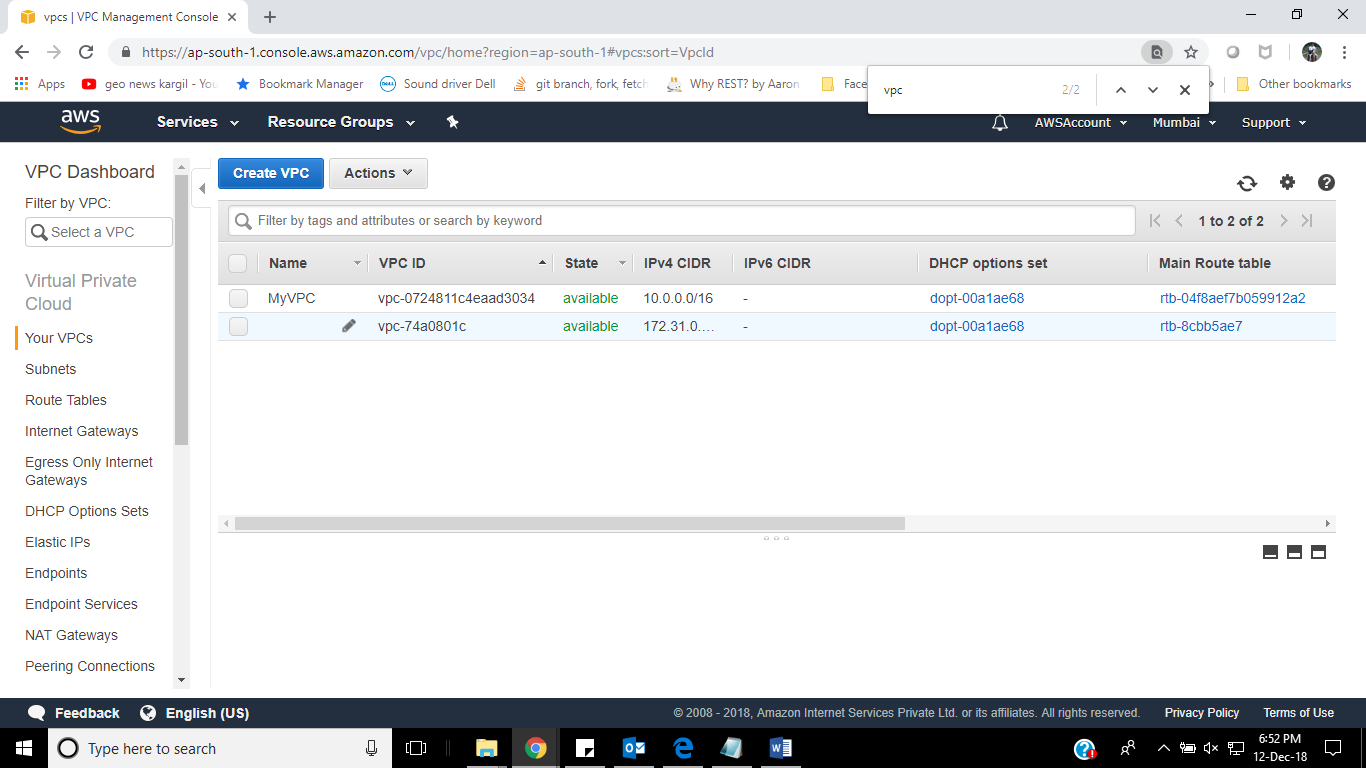 vpcs | VPC Management Console
https://ap-south-1.console.aws.amazon.com/vpc/home?region=ap-south-1#vpcs:sort=VpcId
Apps geo news kargil - You Bookmark Manager Sound driver Dell git branch, fork, fetch Why REST? by Aaron Face Other bookmarks
vpc 2/2
aws Services Resource Groups AWSAccount Mumbai Support
VPC Dashboard
Filter by VPC:
Select a VPC
Virtual Private
Cloud
Your VPCs
Subnets
Route Tables
Internet Gateways
Egress Only Internet
Gateways
DHCP Options Sets
Elastic IPs
Endpoints
Endpoint Services
NAT Gateways
Peering Connections
Create VPC Actions
Filter by tags and attributes or search by keyword 1 to 2 of 2
Name VPC ID State IPv4 CIDR IPv6 CIDR DHCP options set Main Route table
MyVPC vpc-0724811c4eaad3034 available 10.0.0.0/16 - dopt-00a1ae68 rtb-04f8aef7b059912a2
vpc-74a0801c available 172.31.0.... - dopt-00a1ae68 rtb-8cbb5ae7
Feedback English (US) © 2008 - 2018, Amazon Internet Services Private Ltd. or its affiliates. All rights reserved. Privacy Policy Terms of Use
Type here to search
6:52 PM
12-Dec-18